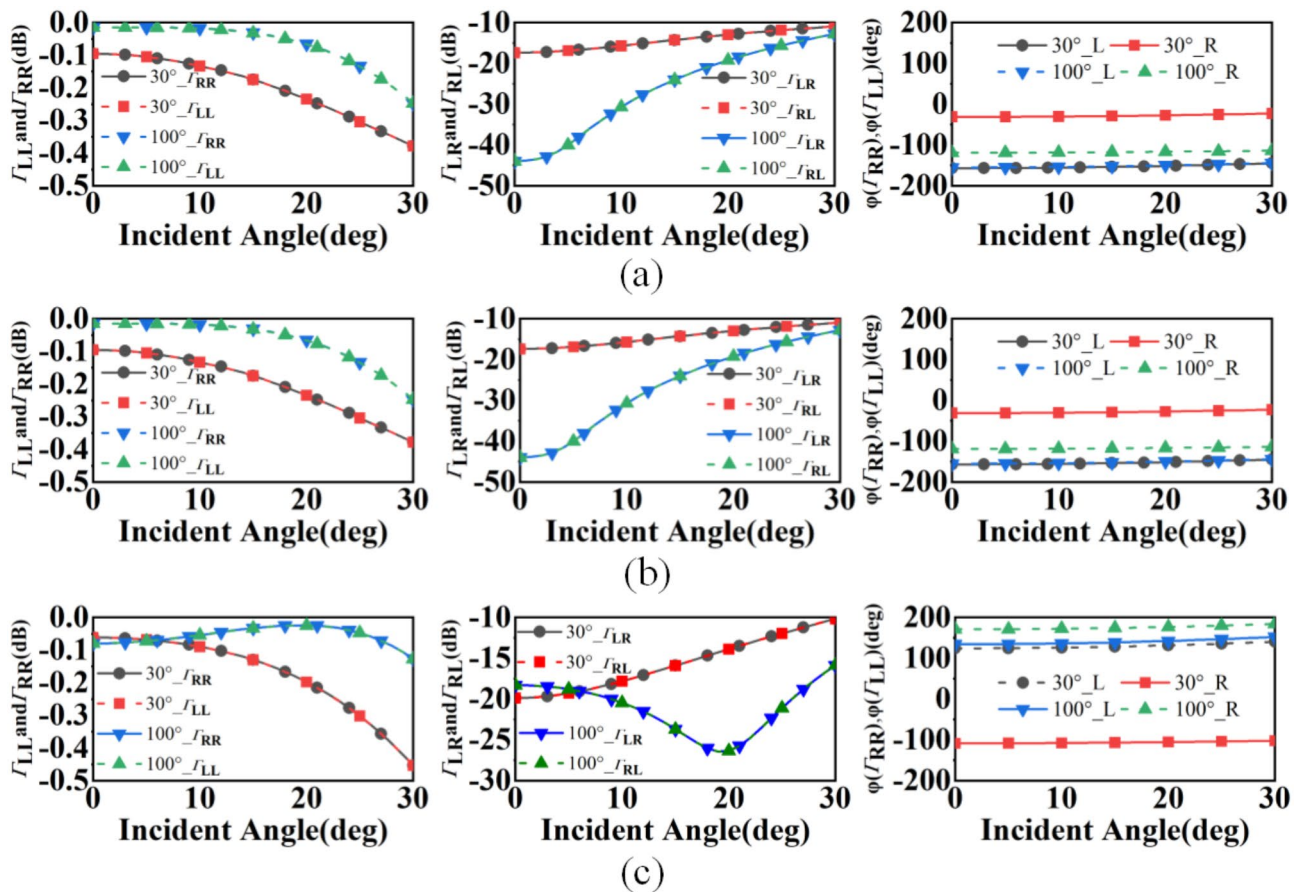 ΓLL and ΓRR(dB)
0.0
-0.1
-0.2
-0.3
-0.4
-0.5
30°_ΓRR
30°_ΓLL
100°_ΓRR
100°_ΓLL
0 10 20 30
Incident Angle(deg)
ΓLR and ΓRL(dB)
-10
-20
-30
-40
-50
30°_ΓLR
30°_ΓRL
100°_ΓLR
100°_ΓRL
0 10 20 30
Incident Angle(deg)
φ(ΓRR),φ(ΓLL)(deg)
200
100
0
-100
-200
30°_L 30°_R
100°_L 100°_R
0 10 20 30
Incident Angle(deg)
(a)
ΓLL and ΓRR(dB)
0.0
-0.1
-0.2
-0.3
-0.4
-0.5
30°_ΓRR
30°_ΓLL
100°_ΓRR
100°_ΓLL
0 10 20 30
Incident Angle(deg)
ΓLR and ΓRL(dB)
-10
-20
-30
-40
-50
30°_ΓLR
30°_ΓRL
100°_ΓLR
100°_ΓRL
0 10 20 30
Incident Angle(deg)
φ(ΓRR),φ(ΓLL)(deg)
200
100
0
-100
-200
30°_L 30°_R
100°_L 100°_R
0 10 20 30
Incident Angle(deg)
(b)
ΓLL and ΓRR(dB)
0.0
-0.1
-0.2
-0.3
-0.4
-0.5
30°_ΓRR
30°_ΓLL
100°_ΓRR
100°_ΓLL
0 10 20 30
Incident Angle(deg)
ΓLR and ΓRL(dB)
-10
-15
-20
-25
-30
30°_ΓLR
30°_ΓRL
100°_ΓLR
100°_ΓRL
0 10 20 30
Incident Angle(deg)
φ(ΓRR),φ(ΓLL)(deg)
200
100
0
-100
-200
30°_L 30°_R
100°_L 100°_R
0 10 20 30
Incident Angle(deg)
(c)